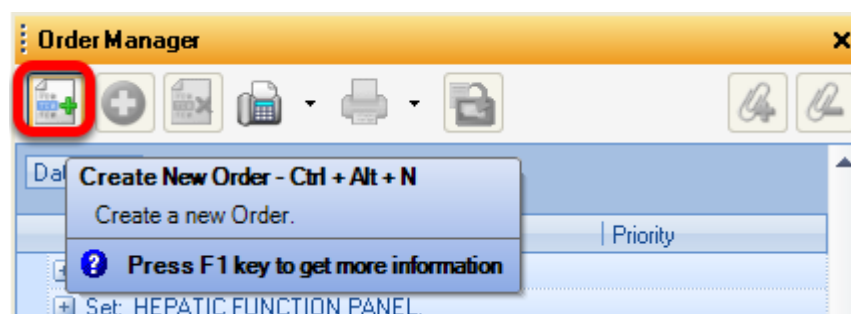 Order Manager
Create New Order - Ctrl + Alt + N
Create a new Order.
Priority
Press F1 key to get more information
Set: HEPATIC FUNCTION PANEL.